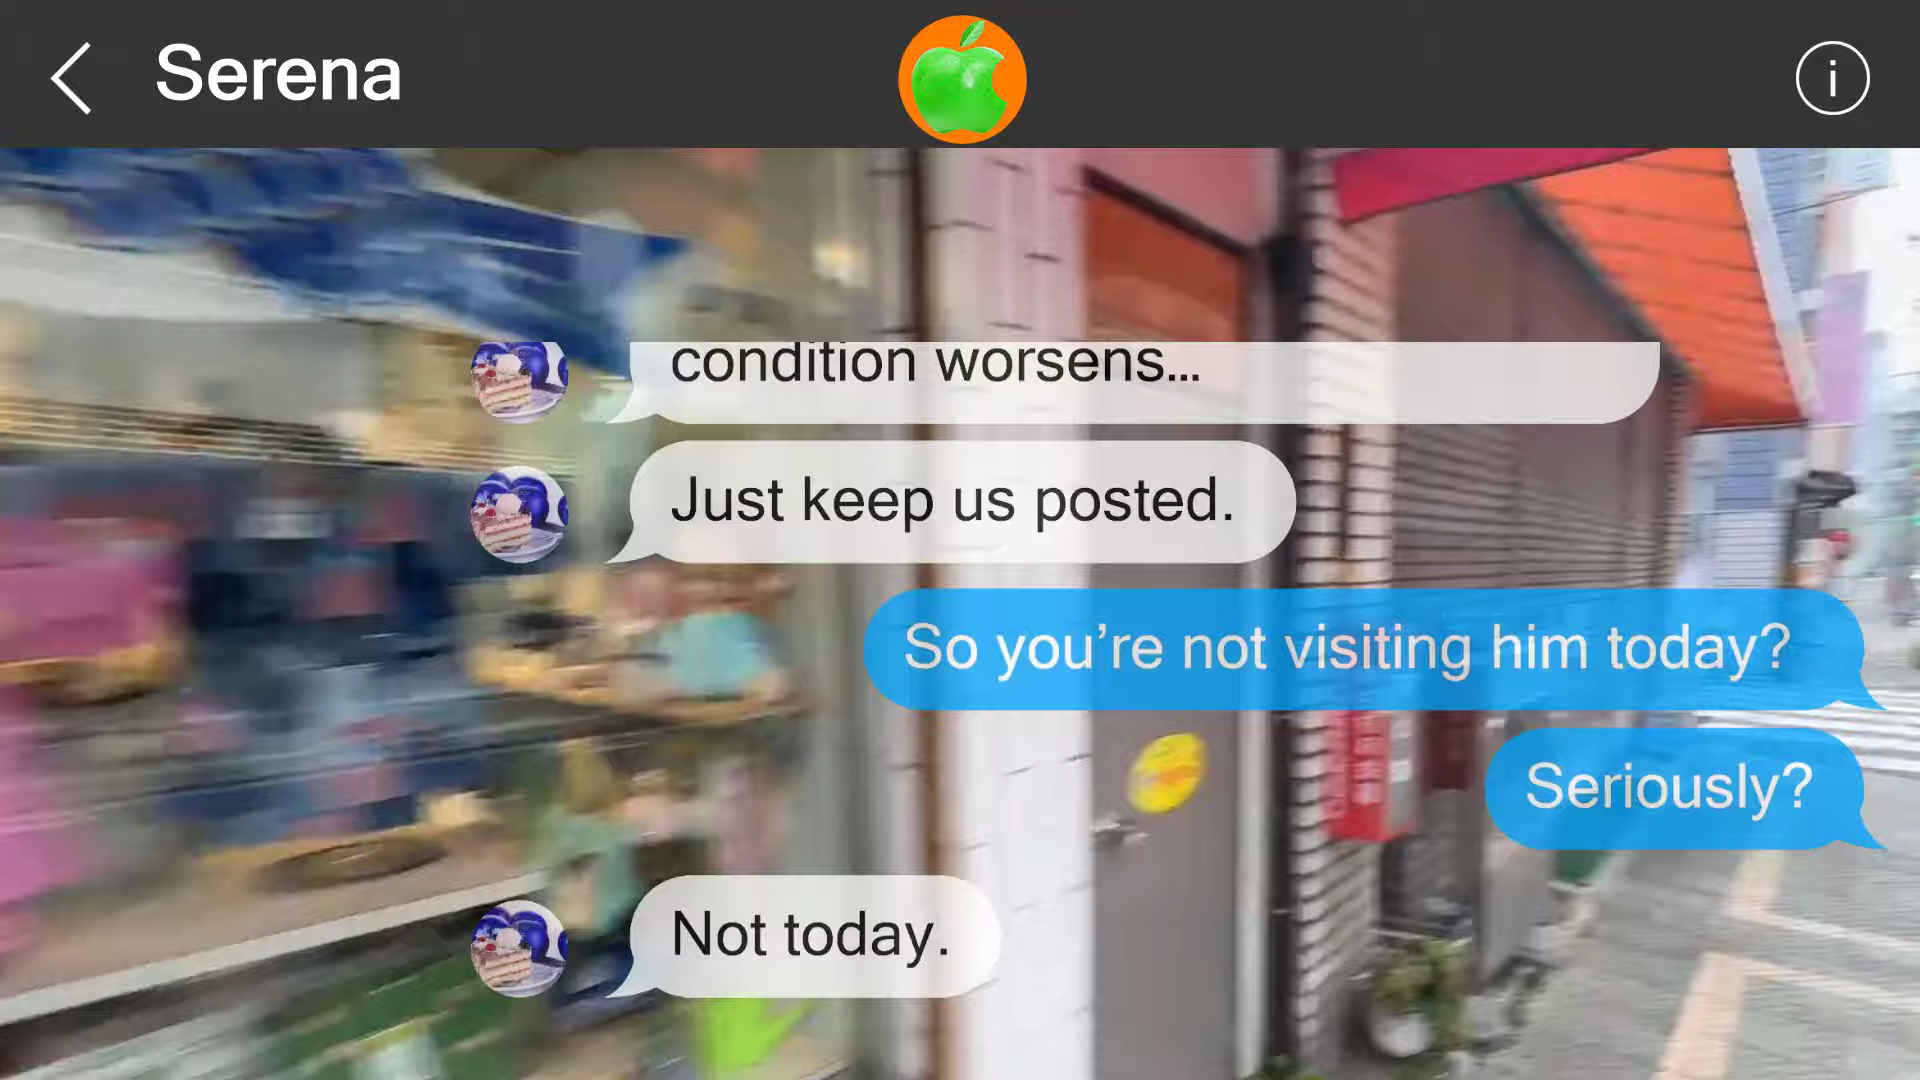 Serena
condition worsens...
Just keep us posted.
So you’re not visiting him today?
Seriously?
Not today.